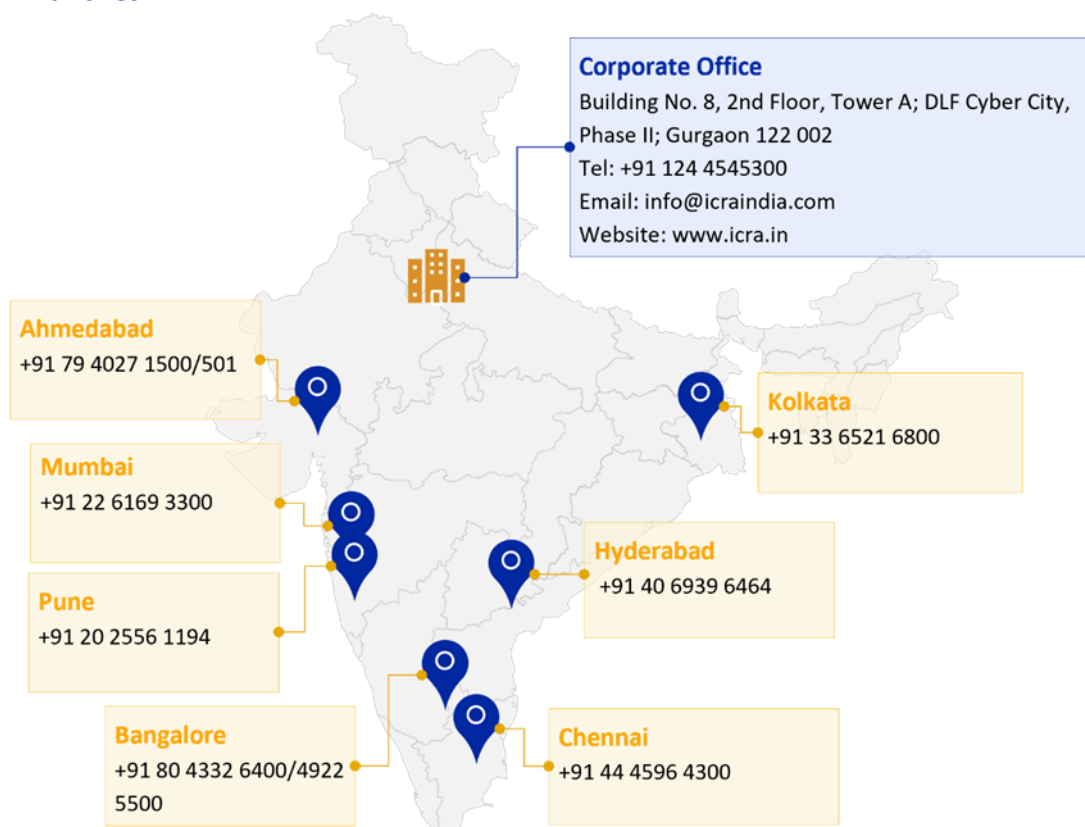 Corporate Office
Building No. 8, 2nd Floor, Tower A; DLF Cyber City,
Phase II; Gurgaon 122 002
Tel: +91 124 4545300
Email: info@icraindia.com
Website: www.icra.in
Ahmedabad
+91 79 4027 1500/501
Kolkata
+91 33 6521 6800
Mumbai
+91 22 6169 3300
Hyderabad
+91 40 6939 6464
Pune
+91 20 2556 1194
Bangalore
+91 80 4332 6400/4922
5500
Chennai
+91 44 4596 4300